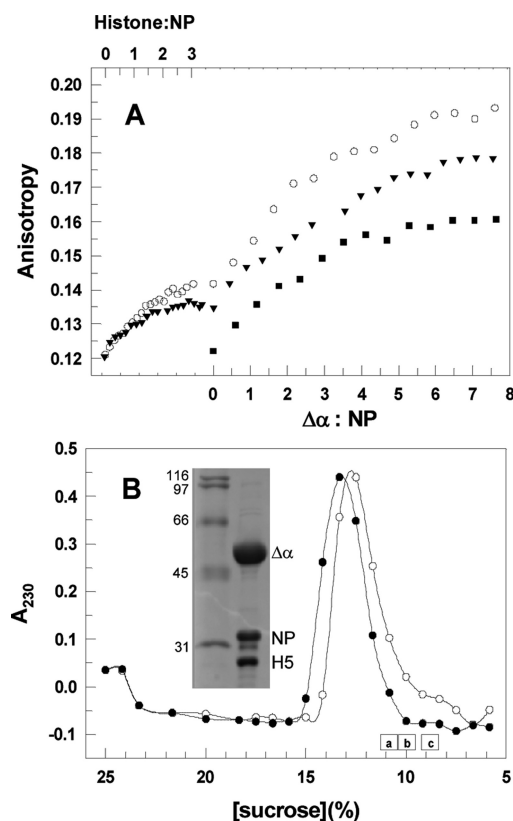 Histone:NP
0 1 2 3
0.20
0.19
0.18
0.17
0.16
0.15
0.14
0.13
0.12
Anisotropy
A
0 1 2 3 4 5 6 7 8
Δα : NP
0.5
0.4
0.3
0.2
0.1
0.0
-0.1
A230
B
116
97
66
45
31
Δα
NP
H5
a b c
25 20 15 10 5
[sucrose](%)